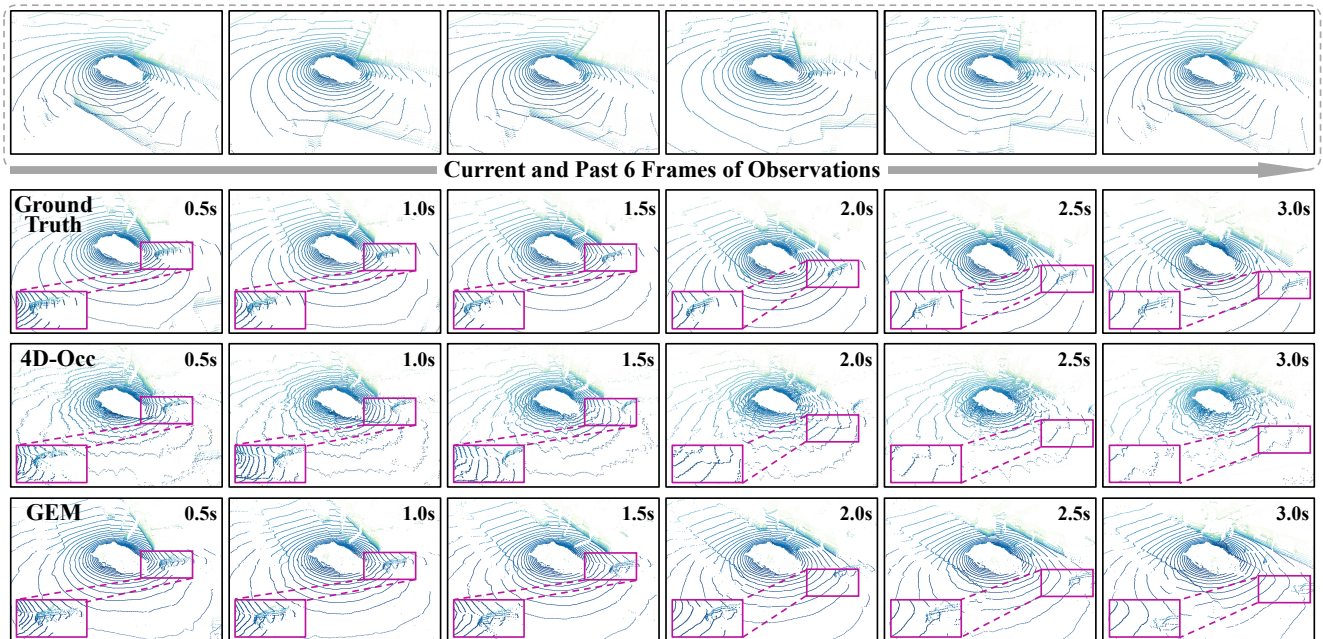 Current and Past 6 Frames of Observations
Ground Truth 0.5s 1.0s 1.5s 2.0s 2.5s 3.0s
4D-Occ 0.5s 1.0s 1.5s 2.0s 2.5s 3.0s
GEM 0.5s 1.0s 1.5s 2.0s 2.5s 3.0s